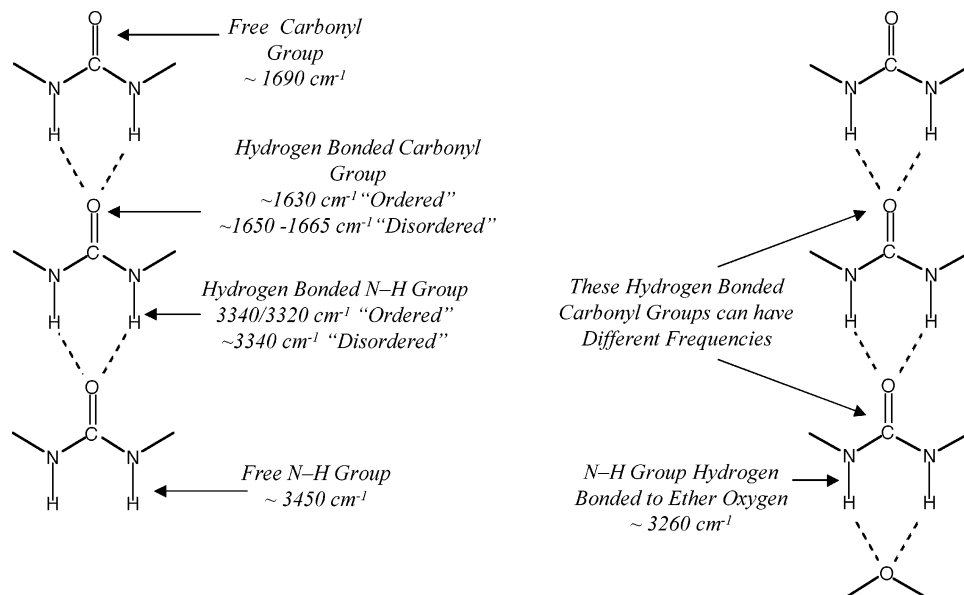 O
Free Carbonyl
Group
~ 1690 cm-1
C
N N
H H
Hydrogen Bonded Carbonyl
Group
~1630 cm-1 “Ordered”
~1650 -1665 cm-1 “Disordered”
O
C
N N
H H
Hydrogen Bonded N–H Group
3340/3320 cm-1 “Ordered”
~3340 cm-1 “Disordered”
O
C
N N
H H
Free N–H Group
~ 3450 cm-1
O
C
N N
H H
O
C
N N
H H
These Hydrogen Bonded
Carbonyl Groups can have
Different Frequencies
O
C
N N
H H
N–H Group Hydrogen
Bonded to Ether Oxygen
~ 3260 cm-1
O